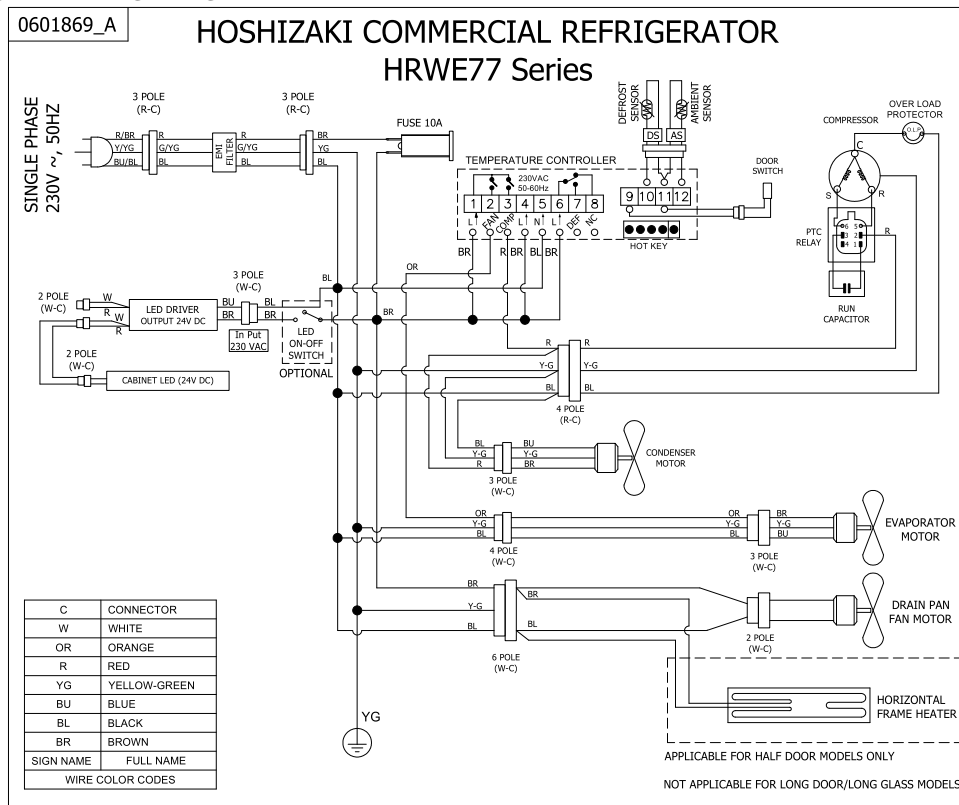 0601869_A
HOSHIZAKI COMMERCIAL REFRIGERATOR
HRWE77 Series
SINGLE PHASE
230V ~, 50HZ
3 POLE
(R-C)
3 POLE
(R-C)
R/BR
R
R
BR
Y/YG
G/YG
G/YG
YG
BU/BL
BL
BL
BL
EMI
FILTER
FUSE 10A
DEFROST
SENSOR
AMBIENT
SENSOR
DS
AS
TEMPERATURE CONTROLLER
230VAC
50-60Hz
1 2 3 4 5 6 7 8
L FAN COMP L N L DEF NC
9 10 11 12
HOT KEY
DOOR
SWITCH
COMPRESSOR
OVER LOAD
PROTECTOR
O.L.P
C
S
R
PTC
RELAY
6 5
3 2
4 1
R
RUN
CAPACITOR
BR
R BR
BL BR
OR
BL
BR
2 POLE
(W-C)
W
R
W
R
LED DRIVER
OUTPUT 24V DC
3 POLE
(W-C)
BU
BL
BR
BR
In Put
230 VAC
LED
ON-OFF
SWITCH
OPTIONAL
2 POLE
(W-C)
CABINET LED (24V DC)
R
R
Y-G
Y-G
BL
BL
4 POLE
(R-C)
BL
BU
Y-G
Y-G
R
BR
3 POLE
(W-C)
CONDENSER
MOTOR
OR
Y-G
BL
4 POLE
(W-C)
OR
BR
Y-G
Y-G
BL
BU
3 POLE
(W-C)
EVAPORATOR
MOTOR
BR
BR
Y-G
BL
BL
6 POLE
(W-C)
2 POLE
(W-C)
DRAIN PAN
FAN MOTOR
HORIZONTAL
FRAME HEATER
APPLICABLE FOR HALF DOOR MODELS ONLY
NOT APPLICABLE FOR LONG DOOR/LONG GLASS MODELS
YG
C CONNECTOR
W WHITE
OR ORANGE
R RED
YG YELLOW-GREEN
BU BLUE
BL BLACK
BR BROWN
SIGN NAME FULL NAME
WIRE COLOR CODES